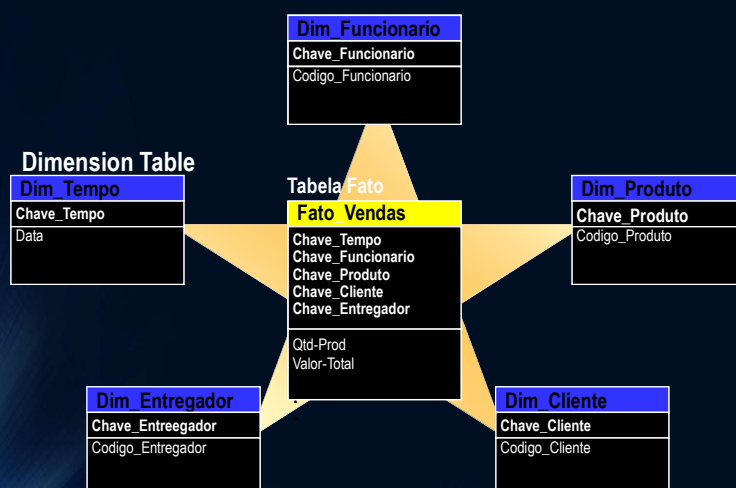 Dim_Funcionario
Chave_Funcionario
Codigo_Funcionario
Dimension Table
Dim_Tempo
Chave_Tempo
Data
Tabela Fato
Fato_Vendas
Chave_Tempo
Chave_Funcionario
Chave_Produto
Chave_Cliente
Chave_Entregador
Qtd-Prod
Valor-Total
.
Dim_Produto
Chave_Produto
Codigo_Produto
Dim_Entregador
Chave_Entreegador
Codigo_Entregador
Dim_Cliente
Chave_Cliente
Codigo_Cliente